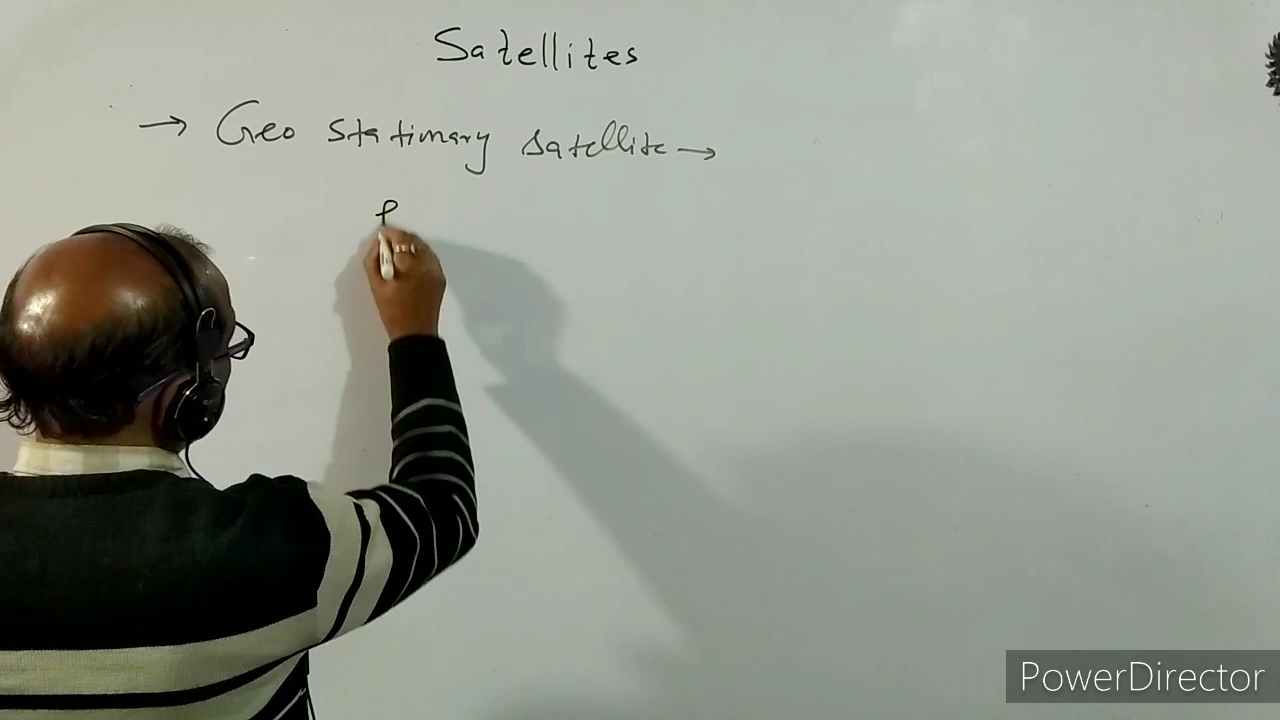 Satellites
→ Geo stationary satellite →
P
PowerDirector